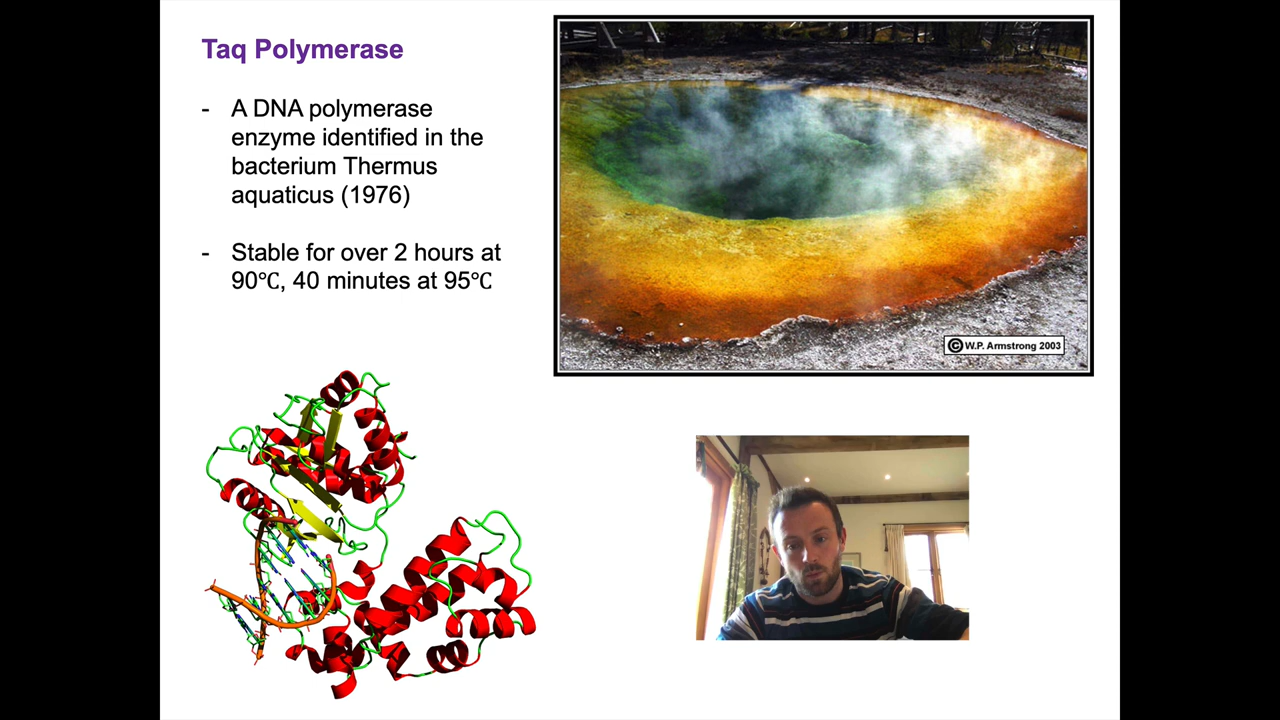 Taq Polymerase
- A DNA polymerase
enzyme identified in the
bacterium Thermus
aquaticus (1976)
- Stable for over 2 hours at
90℃, 40 minutes at 95℃
© W.P. Armstrong 2003